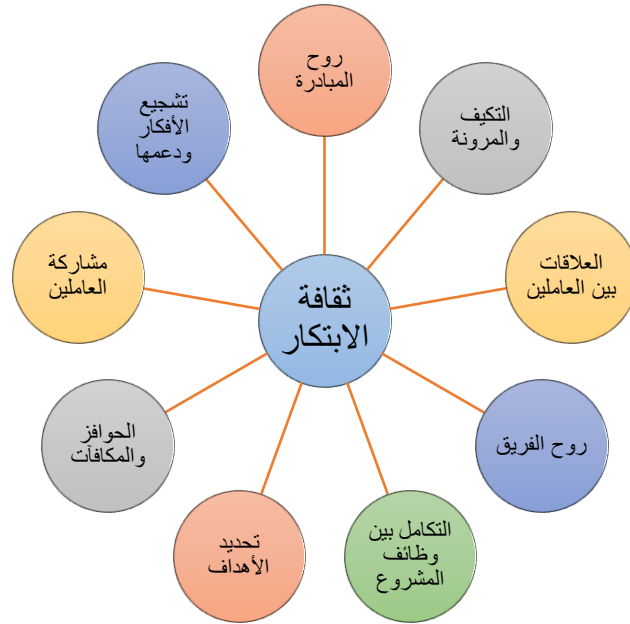 روح
المبادرة
التكيف
والمرونة
العلاقات
بين العاملين
روح الفريق
التكامل بين
وظائف
المشروع
تحديد
الأهداف
الحوافز
والمكافآت
مشاركة
العاملين
تشجيع
الأفكار
ودعمها
ثقافة
الابتكار